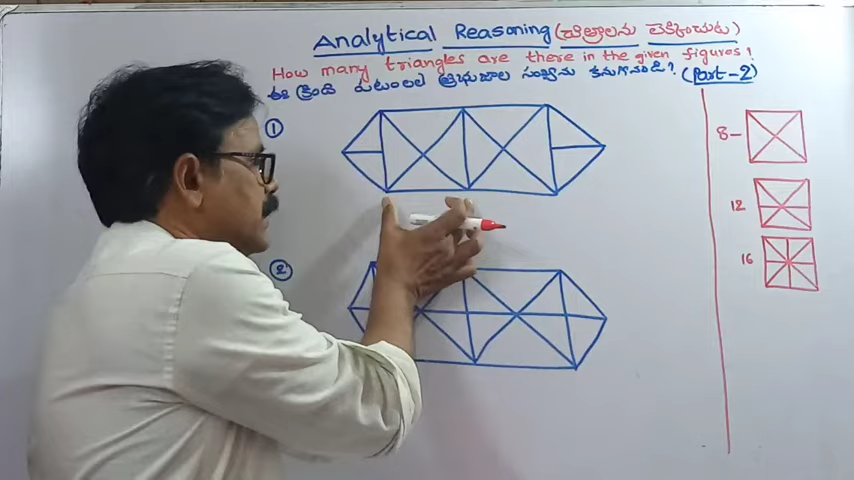 Analytical Reasoning (చిత్రాలను లెక్కించుట)
How many triangles are there in the given figures?
ఈ క్రింది పటంలలో త్రిభుజాల సంఖ్యను కనుగొనండి? (Part-2)
①
8-
12
②
16